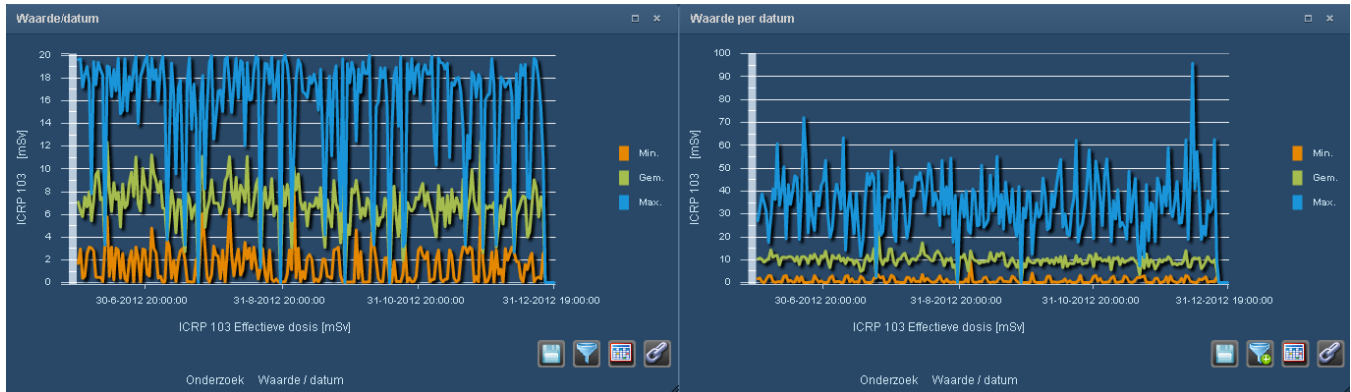 Waarde/datum
20
18
16
14
12
10
8
6
4
2
0
ICRP 103 [mSv]
Min.
Gem.
Max.
30-6-2012 20:00:00 31-8-2012 20:00:00 31-10-2012 20:00:00 31-12-2012 19:00:00
ICRP 103 Effectieve dosis [mSv]
Onderzoek Waarde / datum
Waarde per datum
100
90
80
70
60
50
40
30
20
10
0
ICRP 103 [mSv]
Min.
Gem.
Max.
30-6-2012 20:00:00 31-8-2012 20:00:00 31-10-2012 20:00:00 31-12-2012 19:00:00
ICRP 103 Effectieve dosis [mSv]
Onderzoek Waarde / datum